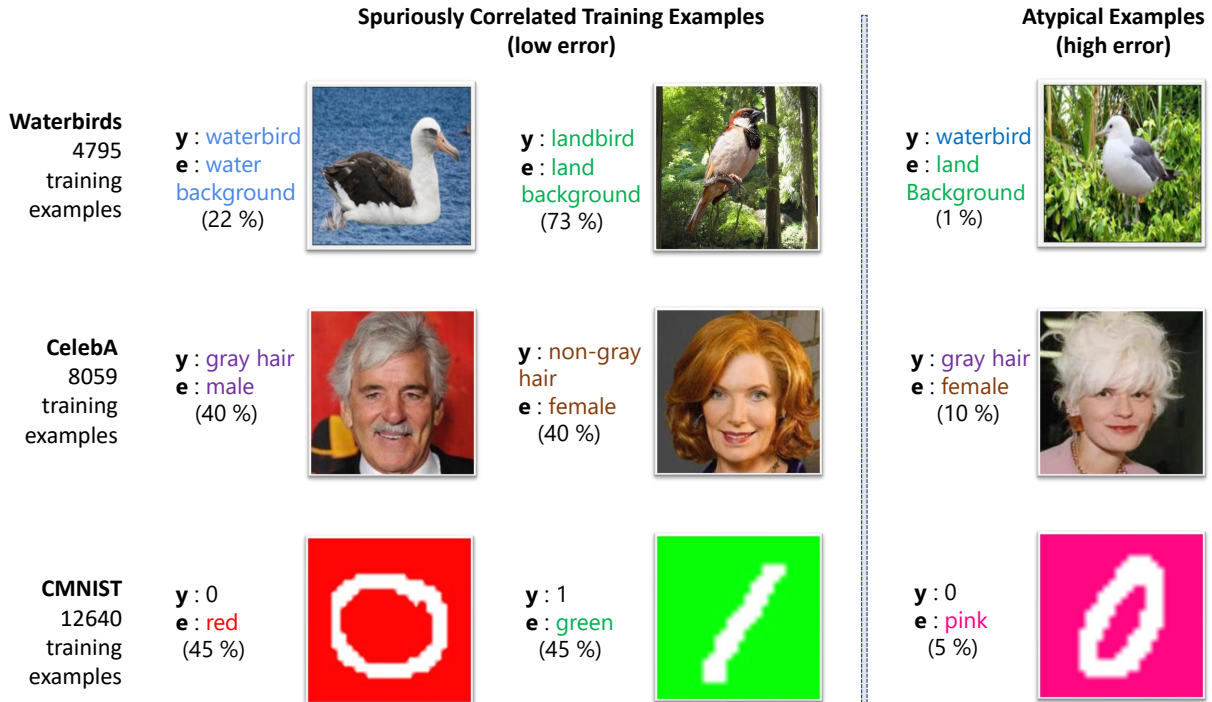 Spuriously Correlated Training Examples
(low error)
Atypical Examples
(high error)
Waterbirds
4795
training
examples
y : waterbird
e : water
background
(22 %)
y : landbird
e : land
background
(73 %)
y : waterbird
e : land
Background
(1 %)
CelebA
8059
training
examples
y : gray hair
e : male
(40 %)
y : non-gray
hair
e : female
(40 %)
y : gray hair
e : female
(10 %)
CMNIST
12640
training
examples
y : 0
e : red
(45 %)
y : 1
e : green
(45 %)
y : 0
e : pink
(5 %)